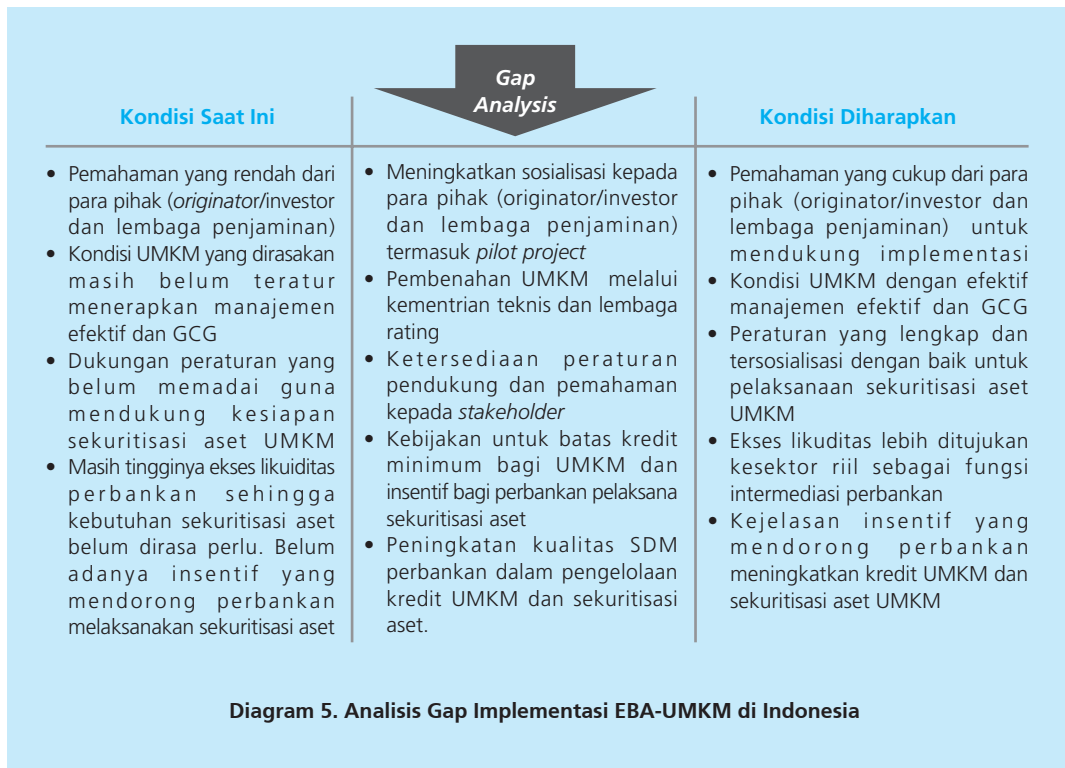 Gap
Analysis
Kondisi Saat Ini
• Pemahaman yang rendah dari
para pihak (originator/investor
dan lembaga penjaminan)
• Kondisi UMKM yang dirasakan
masih belum teratur
menerapkan manajemen
efektif dan GCG
• Dukungan peraturan yang
belum memadai guna
mendukung kesiapan
sekuritisasi aset UMKM
• Masih tingginya ekses likuiditas
perbankan sehingga
kebutuhan sekuritisasi aset
belum dirasa perlu. Belum
adanya insentif yang
mendorong perbankan
melaksanakan sekuritisasi aset
• Meningkatkan sosialisasi kepada
para pihak (originator/investor
dan lembaga penjaminan)
termasuk pilot project
• Pembenahan UMKM melalui
kementrian teknis dan lembaga
rating
• Ketersediaan peraturan
pendukung dan pemahaman
kepada stakeholder
• Kebijakan untuk batas kredit
minimum bagi UMKM dan
insentif bagi perbankan pelaksana
sekuritisasi aset
• Peningkatan kualitas SDM
perbankan dalam pengelolaan
kredit UMKM dan sekuritisasi
aset.
Kondisi Diharapkan
• Pemahaman yang cukup dari para
pihak (originator/investor dan
lembaga penjaminan) untuk
mendukung implementasi
• Kondisi UMKM dengan efektif
manajemen efektif dan GCG
• Peraturan yang lengkap dan
tersosialisasi dengan baik untuk
pelaksanaan sekuritisasi aset
UMKM
• Ekses likuditas lebih ditujukan
kesektor riil sebagai fungsi
intermediasi perbankan
• Kejelasan insentif yang
mendorong perbankan
meningkatkan kredit UMKM dan
sekuritisasi aset UMKM
Diagram 5. Analisis Gap Implementasi EBA-UMKM di Indonesia